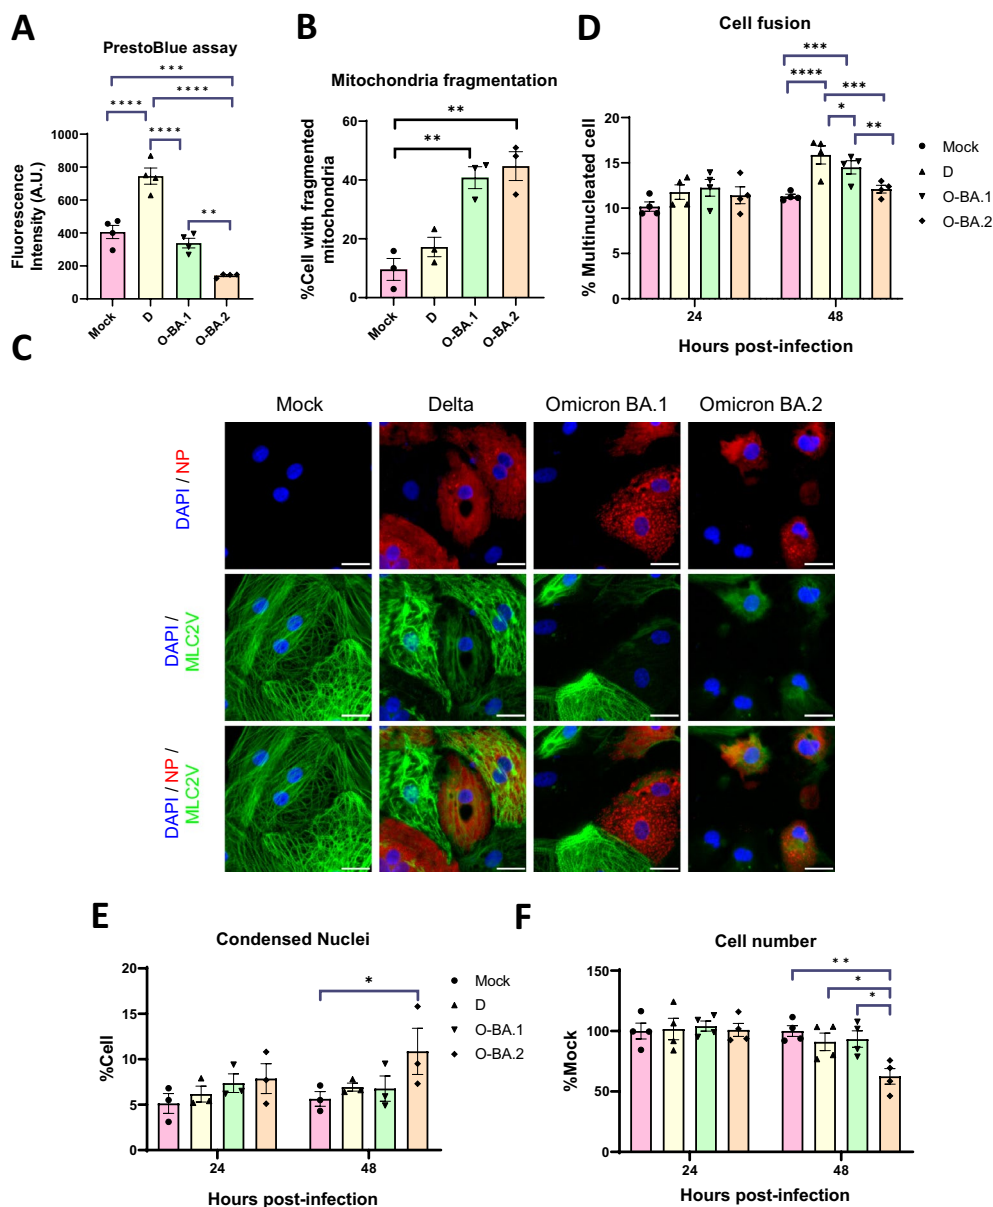 A
PrestoBlue assay
***
****
****
****
**
Fluorescence
Intensity (A.U.)
1000
800
600
400
200
0
Mock
D
O-BA.1
O-BA.2
B
Mitochondria fragmentation
**
**
%Cell with fragmented
mitochondria
60
40
20
0
Mock
D
O-BA.1
O-BA.2
D
Cell fusion
***
****
***
*
**
% Multinucleated cell
20
15
10
5
0
24
48
Hours post-infection
Mock
D
O-BA.1
O-BA.2
C
Mock
Delta
Omicron BA.1
Omicron BA.2
DAPI / NP
DAPI /
MLC2V
DAPI / NP /
MLC2V
E
Condensed Nuclei
*
%Cell
20
15
10
5
0
24
48
Hours post-infection
Mock
D
O-BA.1
O-BA.2
F
Cell number
**
*
*
%Mock
150
100
50
0
24
48
Hours post-infection